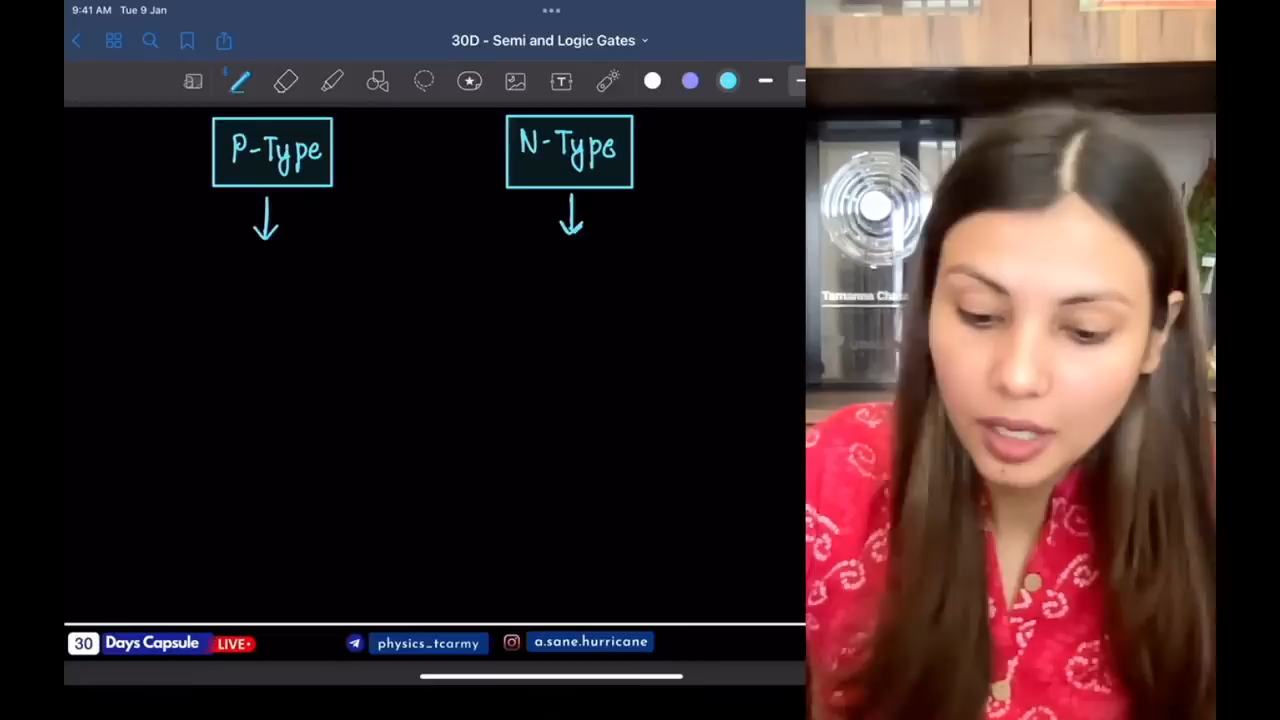 9:41 AM Tue 9 Jan
30D - Semi and Logic Gates
T
P-Type
N-Type
Tamanna
30 Days Capsule LIVE
physics_tcarmy
a.sane.hurricane